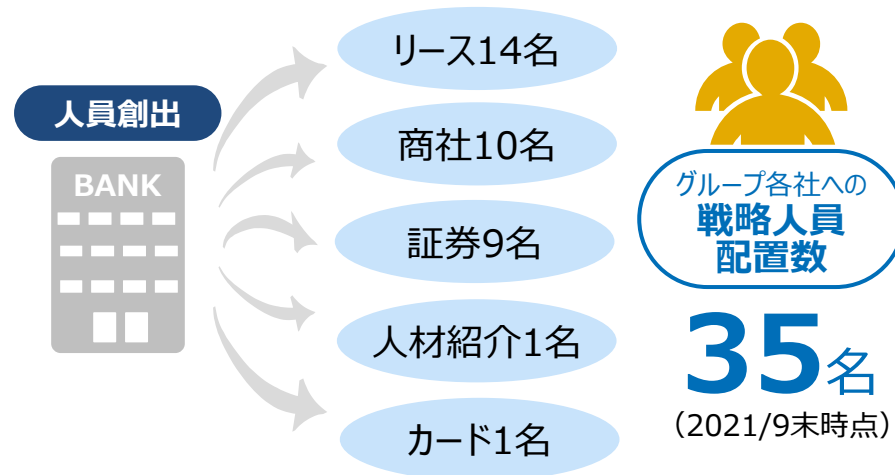 人員創出
BANK
リース14名
商社10名
証券9名
人材紹介1名
カード1名
グループ各社への
戦略人員
配置数
35名
（2021/9末時点）